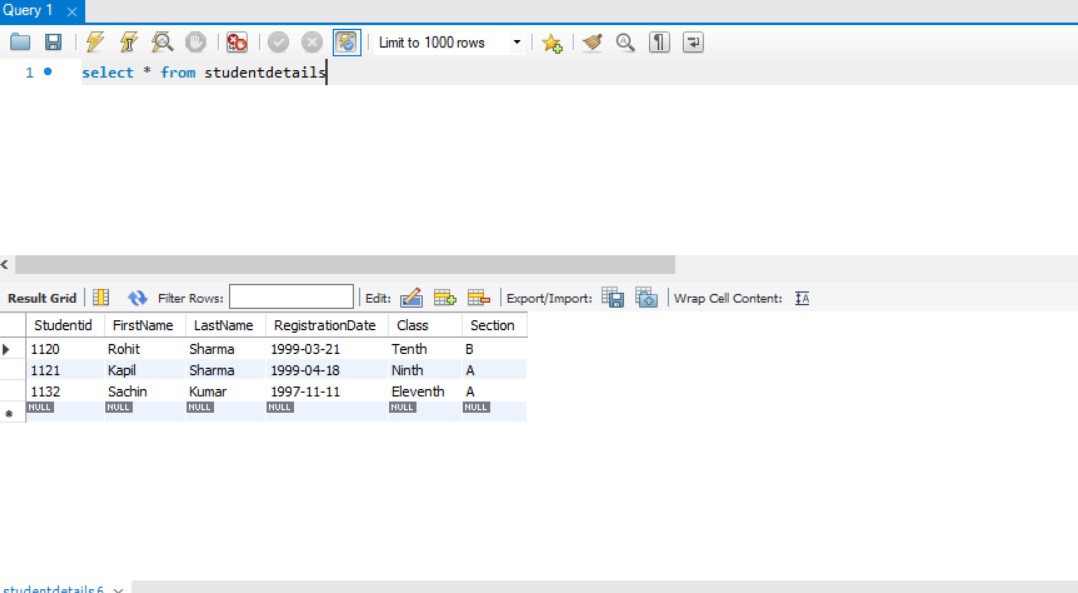 Query 1
Limit to 1000 rows
1 select * from studentdetails
Result Grid Filter Rows: Edit: Export/Import: Wrap Cell Content:
Studentid FirstName LastName RegistrationDate Class Section
1120 Rohit Sharma 1999-03-21 Tenth B
1121 Kapil Sharma 1999-04-18 Ninth A
1132 Sachin Kumar 1997-11-11 Eleventh A
NULL NULL NULL NULL NULL NULL
studentdetails6